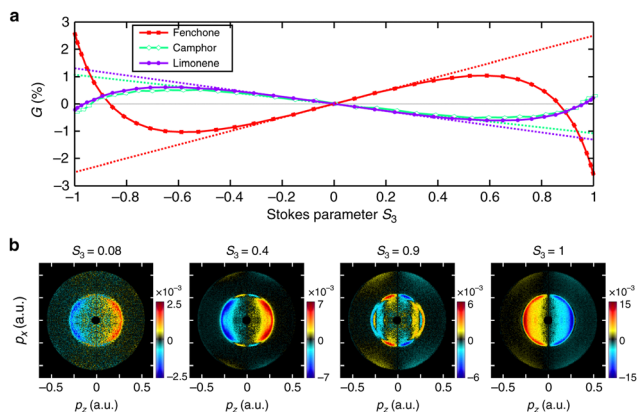 a
3
2
1
0
−1
−2
−3
G (%)
Fenchone
Camphor
Limonene
−1 −0.8 −0.6 −0.4 −0.2 0 0.2 0.4 0.6 0.8 1
Stokes parameter S3
b
S3 = 0.08 S3 = 0.4 S3 = 0.9 S3 = 1
px (a.u.)
×10−3 ×10−3 ×10−3 ×10−3
2.5 7 6 15
0 0 0 0
−2.5 −7 −6 −15
−0.5 0 0.5 −0.5 0 0.5 −0.5 0 0.5 −0.5 0 0.5
pz (a.u.) pz (a.u.) pz (a.u.) pz (a.u.)